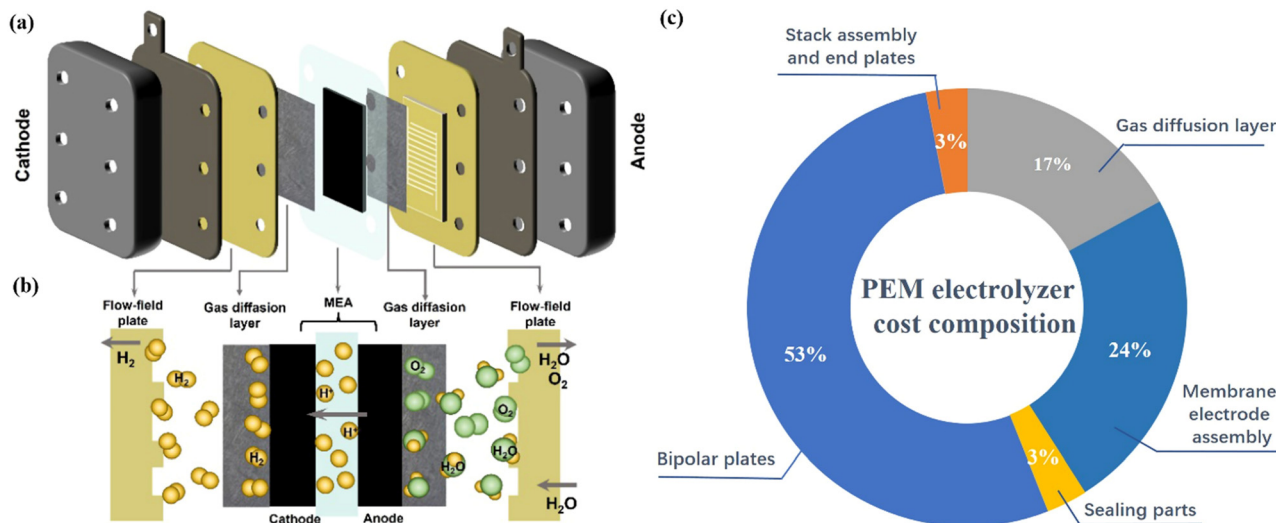 (a)
Cathode
Anode
(b)
Flow-field
plate
Gas diffasion
layer
MEA
Gas diffasion
layer
Flow-field
plate
H₂
H₂
H₂
H⁺
H⁺
O₂
O₂
H₂O
H₂O
H₂O
O₂
H₂O
Cathode
Anode
(c)
Stack assembly
and end plates
3%
Gas diffusion layer
17%
PEM electrolyzer
cost composition
53%
24%
Membrane
electrode
assembly
Bipolar plates
3%
Sealing parts